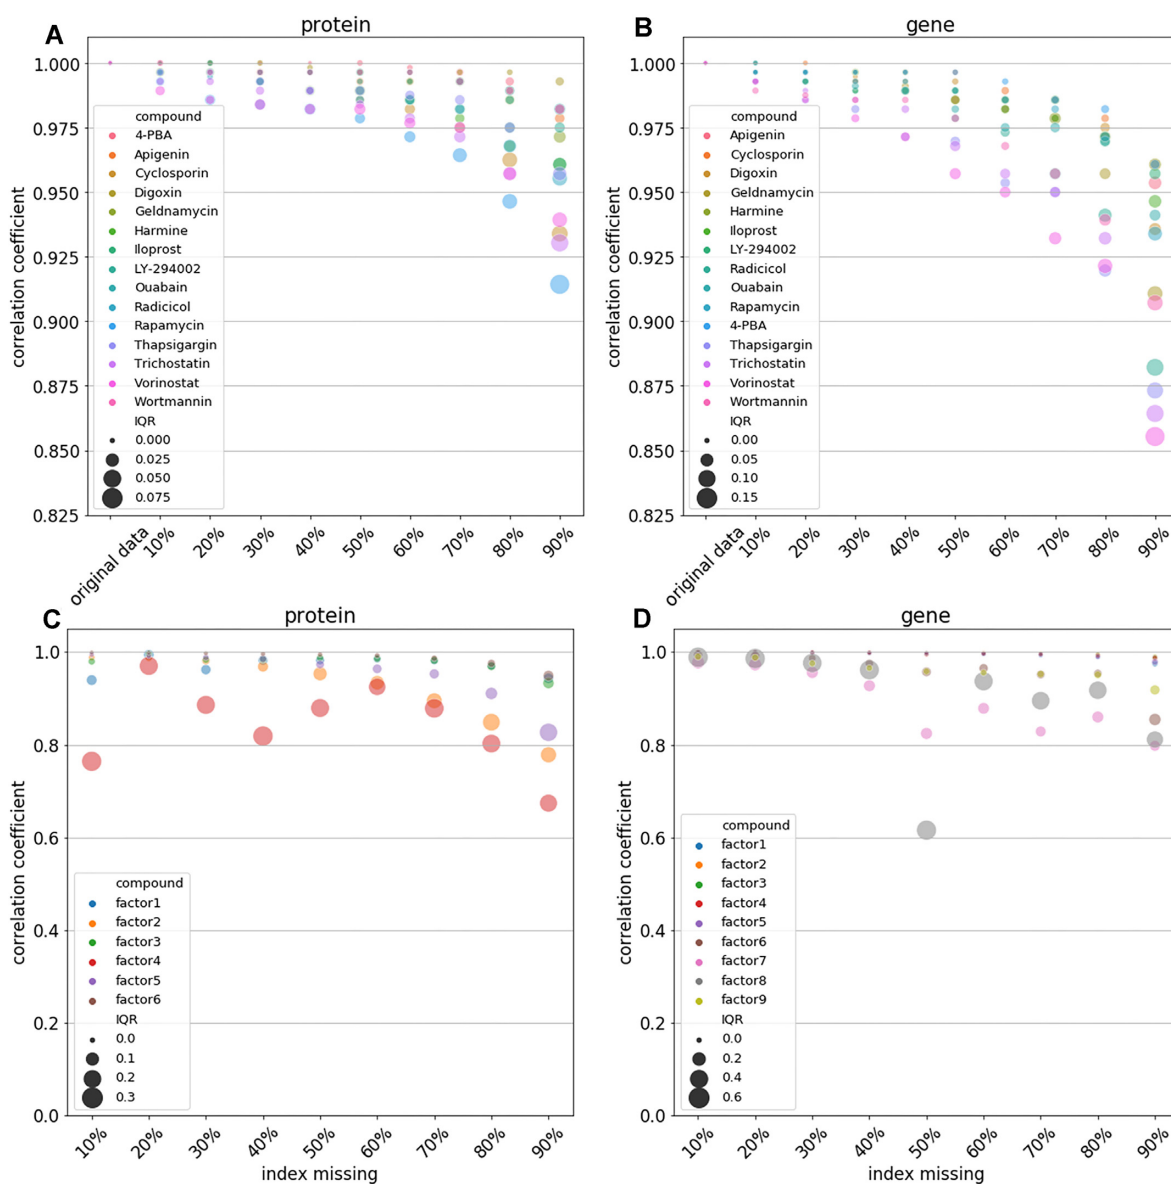 A
protein
correlation coefficient
1.000
0.975
0.950
0.925
0.900
0.875
0.850
0.825
compound
4-PBA
Apigenin
Cyclosporin
Digoxin
Geldnamycin
Harmine
Iloprost
LY-294002
Ouabain
Radicicol
Rapamycin
Thapsigargin
Trichostatin
Vorinostat
Wortmannin
IQR
0.000
0.025
0.050
0.075
original data
10%
20%
30%
40%
50%
60%
70%
80%
90%
B
gene
correlation coefficient
1.000
0.975
0.950
0.925
0.900
0.875
0.850
0.825
compound
Apigenin
Cyclosporin
Digoxin
Geldnamycin
Harmine
Iloprost
LY-294002
Radicicol
Ouabain
Rapamycin
4-PBA
Thapsigargin
Trichostatin
Vorinostat
Wortmannin
IQR
0.00
0.05
0.10
0.15
original data
10%
20%
30%
40%
50%
60%
70%
80%
90%
C
protein
correlation coefficient
1.0
0.8
0.6
0.4
0.2
0.0
compound
factor1
factor2
factor3
factor4
factor5
factor6
IQR
0.0
0.1
0.2
0.3
10%
20%
30%
40%
50%
60%
70%
80%
90%
index missing
D
gene
correlation coefficient
1.0
0.8
0.6
0.4
0.2
0.0
compound
factor1
factor2
factor3
factor4
factor5
factor6
factor7
factor8
factor9
IQR
0.0
0.2
0.4
0.6
10%
20%
30%
40%
50%
60%
70%
80%
90%
index missing